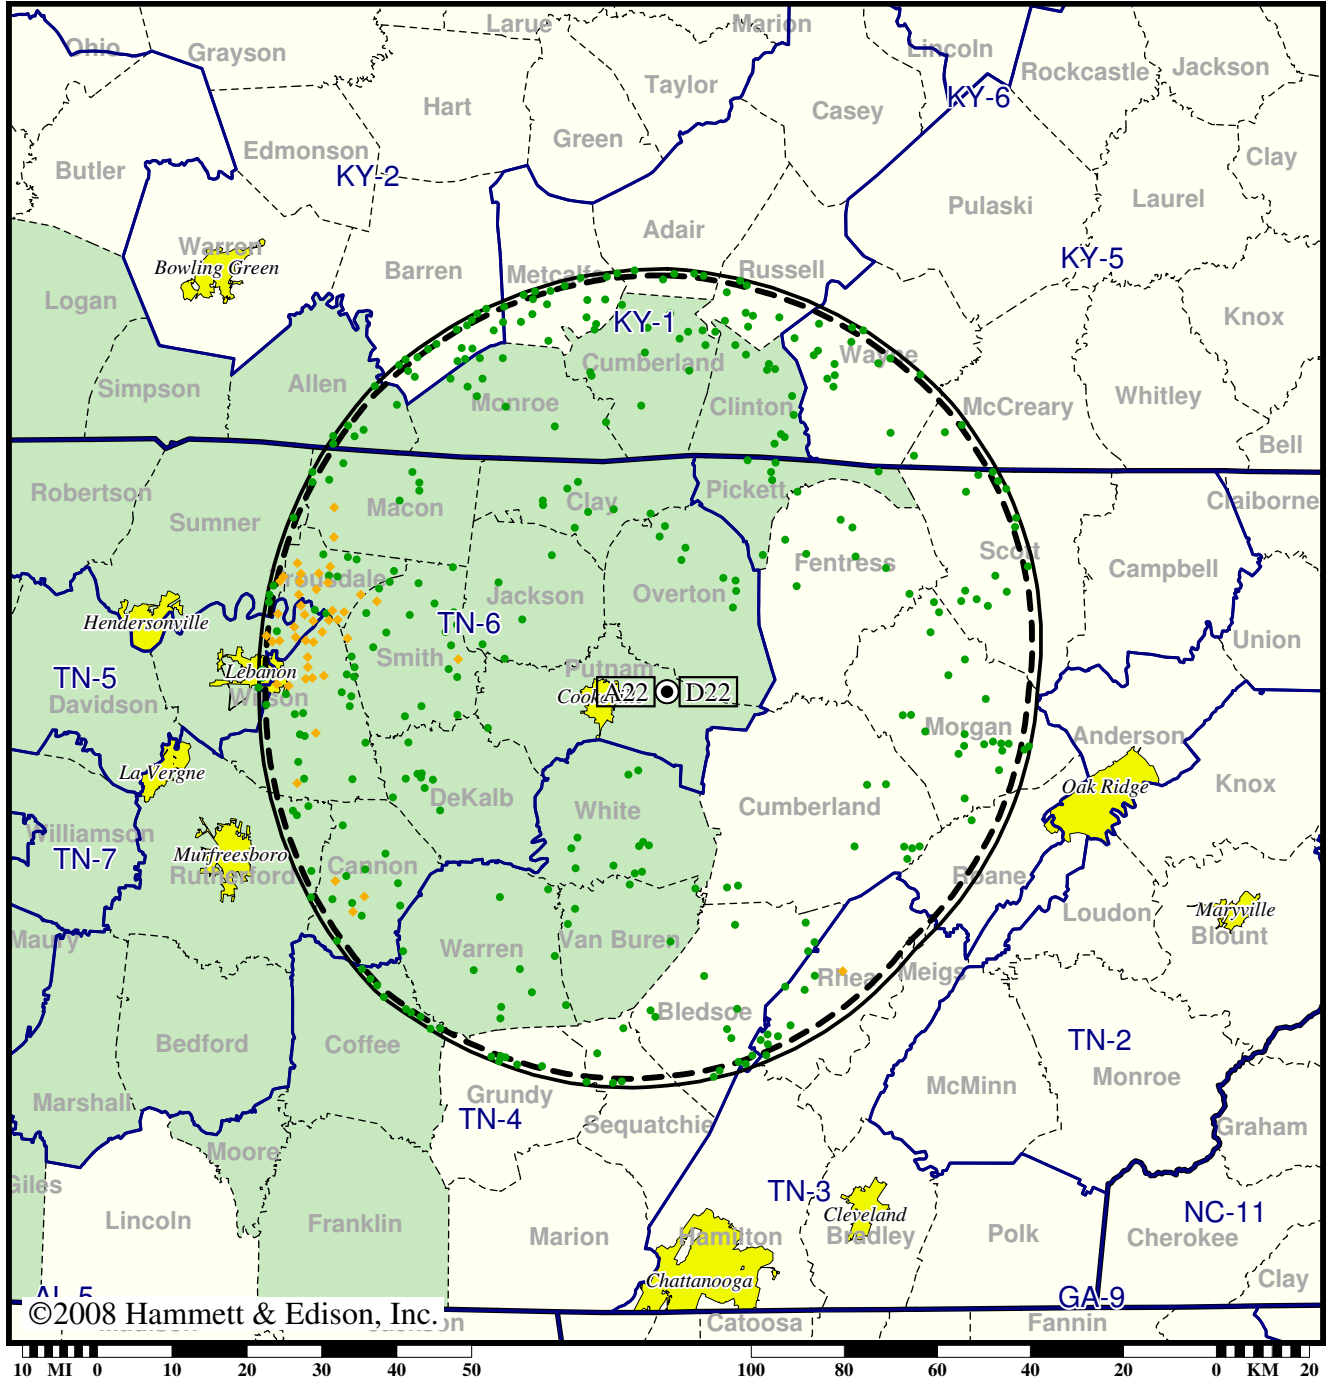 Larue
Marion
Ohio
Grayson
Lincoln
Rockcastle
Jackson
Taylor
Hart
KY-6
Casey
Green
Edmonson
Clay
Butler
KY-2
Laurel
Pulaski
Adair
Warren
KY-5
Bowling Green
Barren
Metcalfe
Russell
Logan
Knox
KY-1
Wayne
Cumberland
Simpson
Allen
Monroe
Clinton
McCreary
Whitley
Bell
Robertson
Pickett
Claiborne
Macon
Clay
Sumner
Scott
Fentress
Campbell
Trousdale
Jackson
Overton
Hendersonville
TN-6
Union
Smith
Putnam
Lebanon
TN-5
A22
D22
Wilson
Davidson
Morgan
Anderson
La Vergne
Oak Ridge
Knox
DeKalb
White
Cumberland
Williamson
TN-7
Murfreesboro
Rutherford
Cannon
Roane
Maryville
Loudon
Blount
Maury
Warren
Van Buren
Rhea
Meigs
Bledsoe
Bedford
Coffee
TN-2
McMinn
Monroe
Marshall
Grundy
TN-4
Sequatchie
Graham
Moore
Giles
TN-3
NC-11
Lincoln
Franklin
Cleveland
Marion
Hamilton
Bradley
Polk
Cherokee
Chattanooga
Clay
AL-5
GA-9
©2008 Hammett & Edison, Inc.
Catoosa
Fannin
10 MI 0 10 20 30 40 50 100 80 60 40 20 0 KM 20